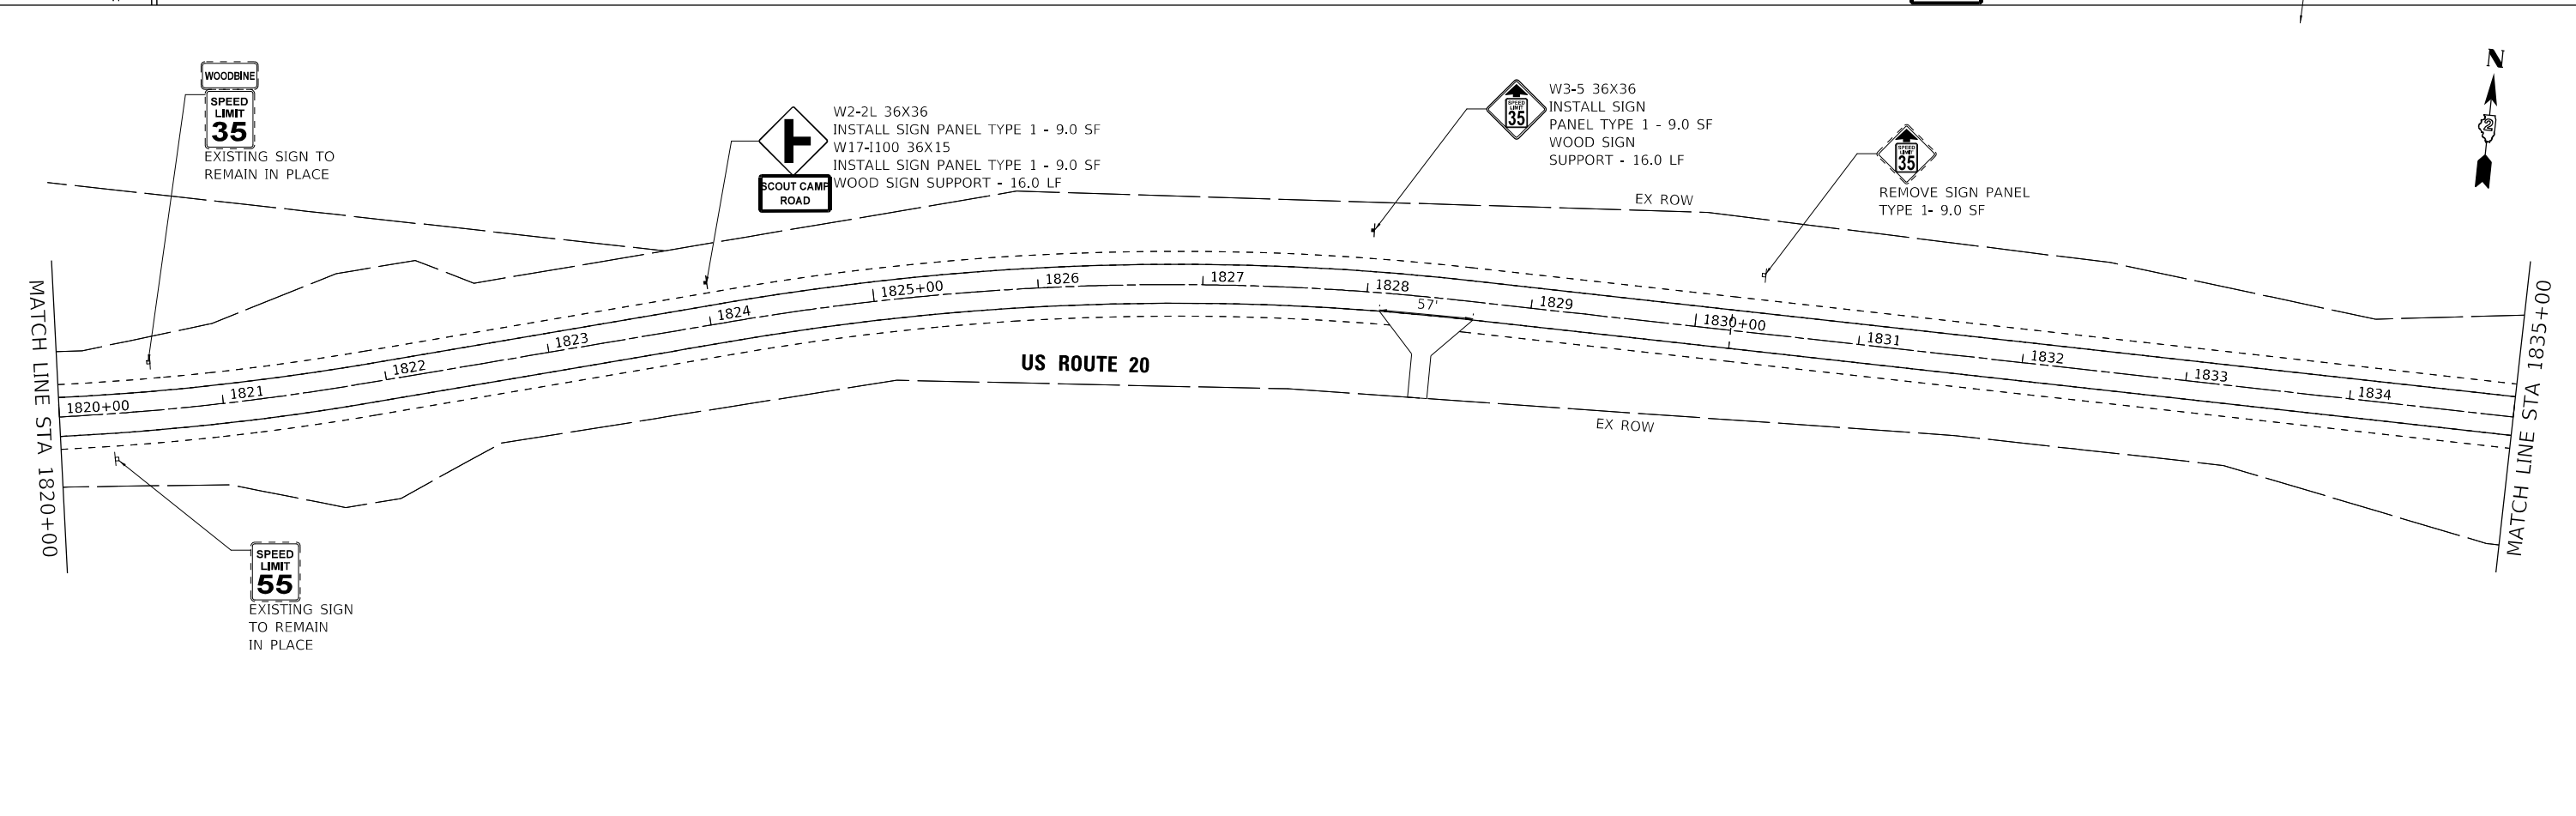 WOODBINE
SPEED
LIMIT
35
EXISTING SIGN TO
REMAIN IN PLACE
W2-2L 36X36
INSTALL SIGN PANEL TYPE 1 - 9.0 SF
W17-I100 36X15
INSTALL SIGN PANEL TYPE 1 - 9.0 SF
WOOD SIGN SUPPORT - 16.0 LF
SCOUT CAMP
ROAD
SPEED
LIMIT
35
W3-5 36X36
INSTALL SIGN
PANEL TYPE 1 - 9.0 SF
WOOD SIGN
SUPPORT - 16.0 LF
SPEED
LIMIT
35
REMOVE SIGN PANEL
TYPE 1- 9.0 SF
N
2
EX ROW
MATCH LINE STA 1820+00
1820+00
1821
1822
1823
1824
1825+00
1826
1827
1828
57'
1829
1830+00
1831
1832
1833
1834
MATCH LINE STA 1835+00
US ROUTE 20
EX ROW
SPEED
LIMIT
55
EXISTING SIGN
TO REMAIN
IN PLACE